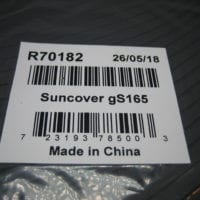 R70182 26/05/18
Suncover gS165
7 23193 78500 3
Made in China